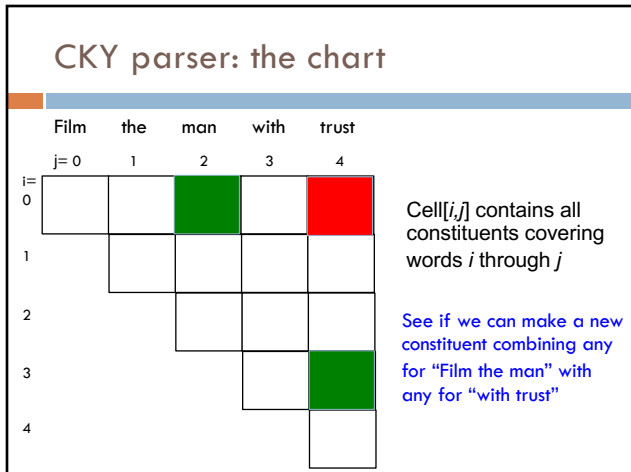 CKY parser: the chart
Film the man with trust
j= 0 1 2 3 4
i=
0
1
2
3
4
Cell[i,j] contains all
constituents covering
words i through j
See if we can make a new
constituent combining any
for “Film the man” with
any for “with trust”